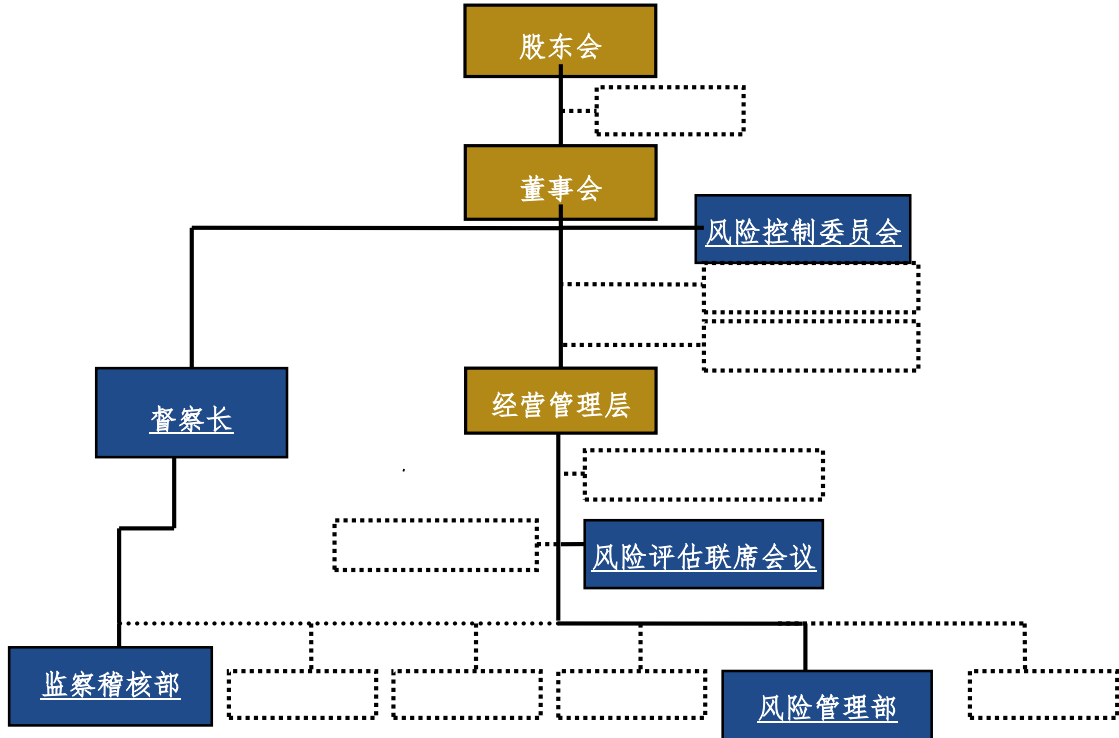 股东会
董事会
风险控制委员会
督察长
经营管理层
风险评估联席会议
监察稽核部
风险管理部